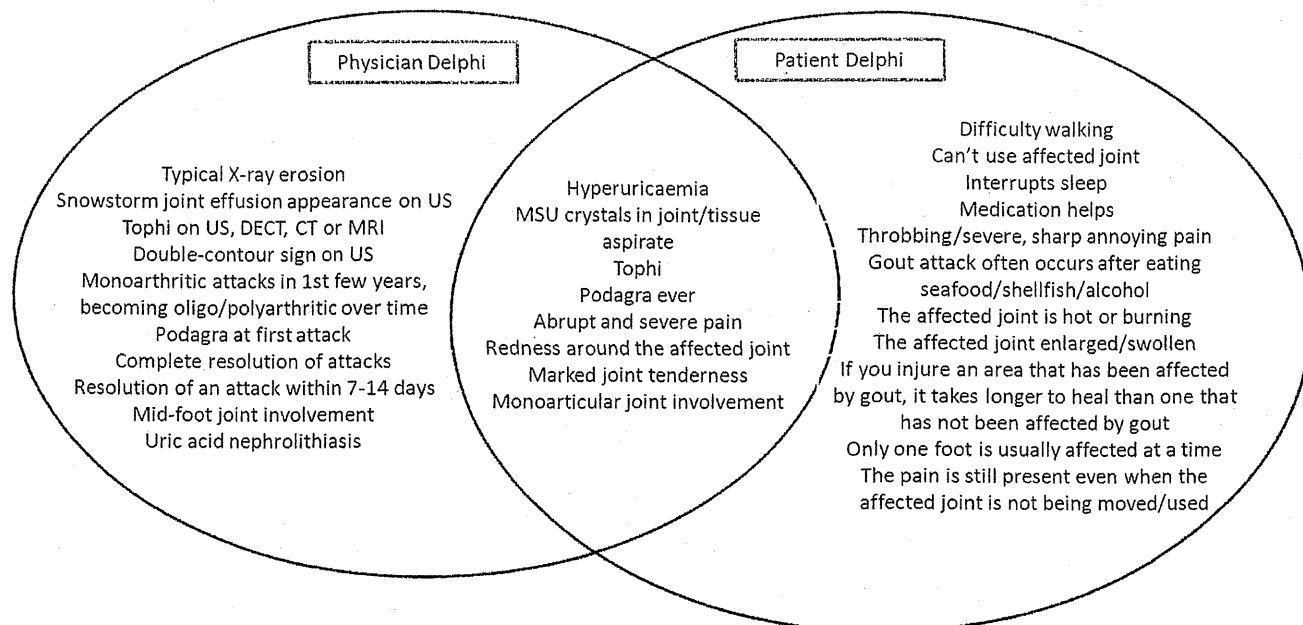 Physician Delphi
Patient Delphi
Typical X-ray erosion
Snowstorm joint effusion appearance on US
Tophi on US, DECT, CT or MRI
Double-contour sign on US
Monoarthritic attacks in 1st few years,
becoming oligo/polyarthritic over time
Podagra at first attack
Complete resolution of attacks
Resolution of an attack within 7-14 days
Mid-foot joint involvement
Uric acid nephrolithiasis
Hyperuricaemia
MSU crystals in joint/tissue
aspirate
Tophi
Podagra ever
Abrupt and severe pain
Redness around the affected joint
Marked joint tenderness
Monoarticular joint involvement
Difficulty walking
Can't use affected joint
Interrupts sleep
Medication helps
Throbbing/severe, sharp annoying pain
Gout attack often occurs after eating
seafood/shellfish/alcohol
The affected joint is hot or burning
The affected joint enlarged/swollen
If you injure an area that has been affected
by gout, it takes longer to heal than one that
has not been affected by gout
Only one foot is usually affected at a time
The pain is still present even when the
affected joint is not being moved/used